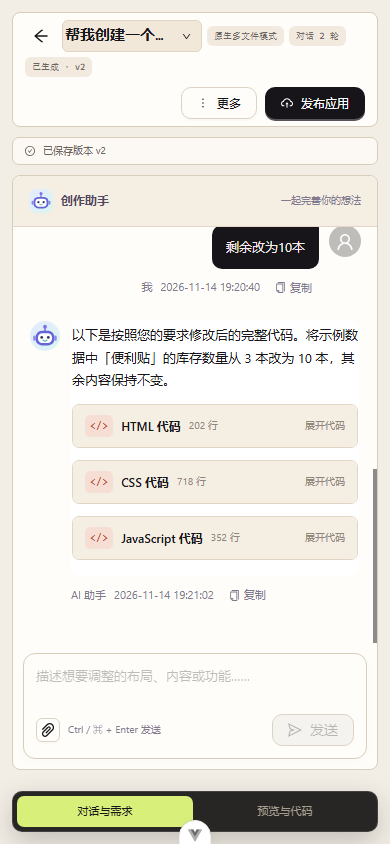 帮我创建一个...
原生多文件模式
对话 2 轮
已生成 · v2
更多
发布应用
已保存版本 v2
创作助手
一起完善你的想法
剩余改为10本
我 2026-11-14 19:20:40 复制
以下是按照您的要求修改后的完整代码。将示例数
据中「便利贴」的库存数量从 3 本改为 10 本，其
余内容保持不变。
</> HTML 代码 202 行 展开代码
</> CSS 代码 718 行 展开代码
</> JavaScript 代码 352 行 展开代码
AI 助手 2026-11-14 19:21:02 复制
描述想要调整的布局、内容或功能......
Ctrl / ⌘ + Enter 发送
发送
对话与需求
预览与代码